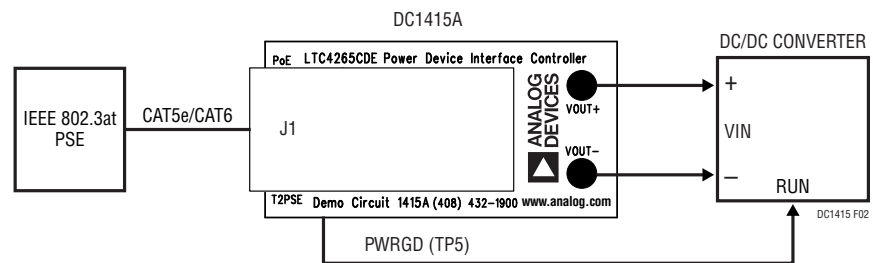 DC1415A
PoE LTC4265CDE Power Device Interface Controller
DC/DC CONVERTER
IEEE 802.3at
PSE
CAT5e/CAT6
J1
ANALOG
DEVICES
VOUT+
VOUT–
+
VIN
–
RUN
T2PSE Demo Circuit 1415A (408) 432-1900 www.analog.com
DC1415 F02
PWRGD (TP5)